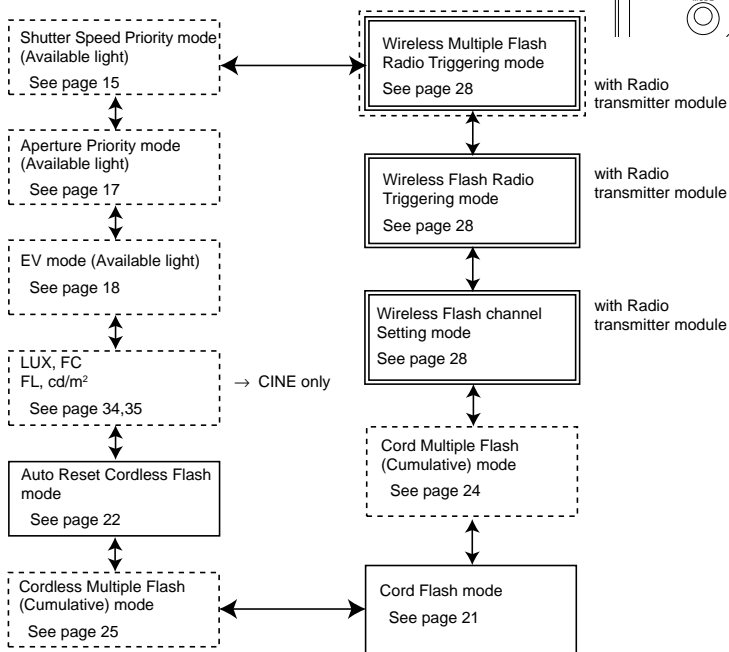 Shutter Speed Priority mode
(Available light)
See page 15
Aperture Priority mode
(Available light)
See page 17
EV mode (Available light)
See page 18
LUX, FC
FL, cd/m²
See page 34,35
→ CINE only
Auto Reset Cordless Flash
mode
See page 22
Cordless Multiple Flash
(Cumulative) mode
See page 25
Wireless Multiple Flash
Radio Triggering mode
See page 28
with Radio
transmitter module
Wireless Flash Radio
Triggering mode
See page 28
with Radio
transmitter module
Wireless Flash channel
Setting mode
See page 28
with Radio
transmitter module
Cord Multiple Flash
(Cumulative) mode
See page 24
Cord Flash mode
See page 21